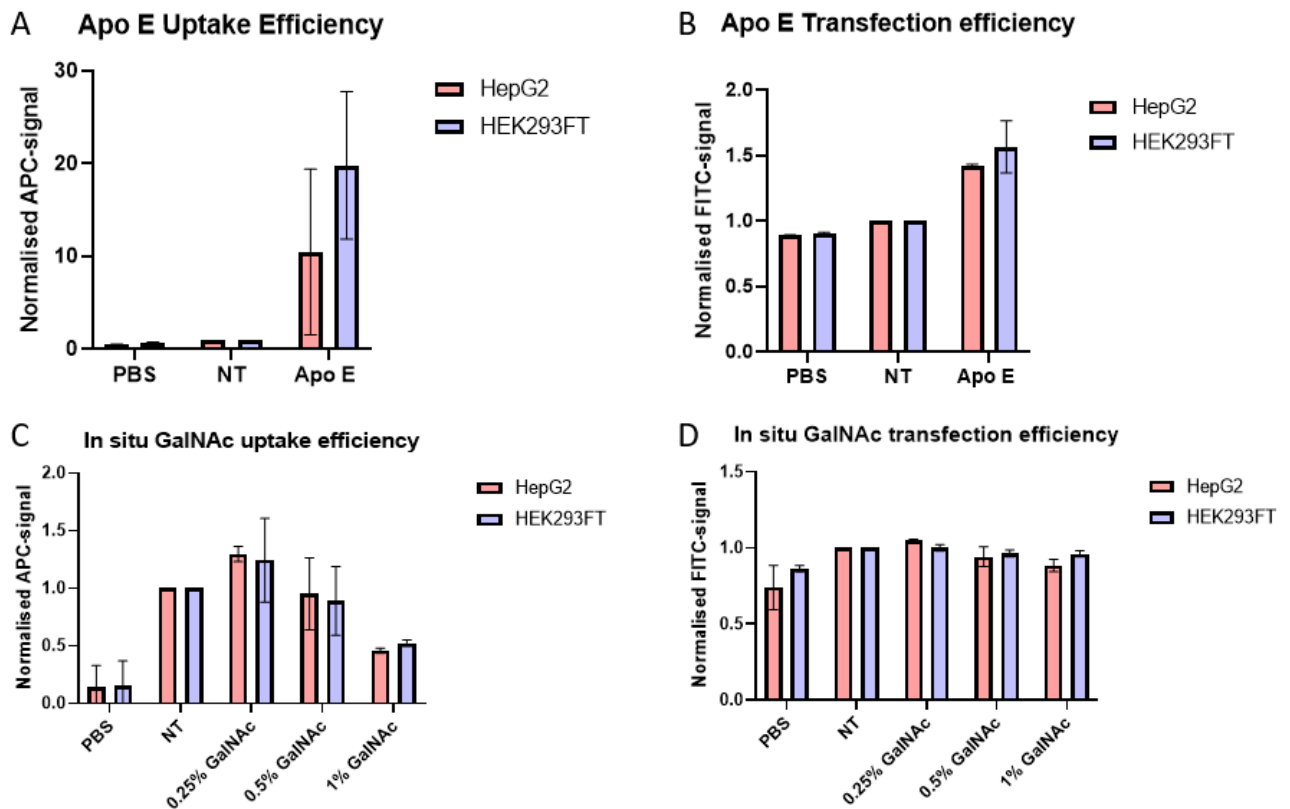 A Apo E Uptake Efficiency
Normalised APC-signal
30
20
10
0
PBS NT Apo E
HepG2
HEK293FT
B Apo E Transfection efficiency
Normalised FITC-signal
2.0
1.5
1.0
0.5
0.0
PBS NT Apo E
HepG2
HEK293FT
C In situ GalNAc uptake efficiency
Normalised APC-signal
2.0
1.5
1.0
0.5
0.0
PBS NT 0.25% GalNAc 0.5% GalNAc 1% GalNAc
HepG2
HEK293FT
D In situ GalNAc transfection efficiency
Normalised FITC-signal
1.5
1.0
0.5
0.0
PBS NT 0.25% GalNAc 0.5% GalNAc 1% GalNAc
HepG2
HEK293FT